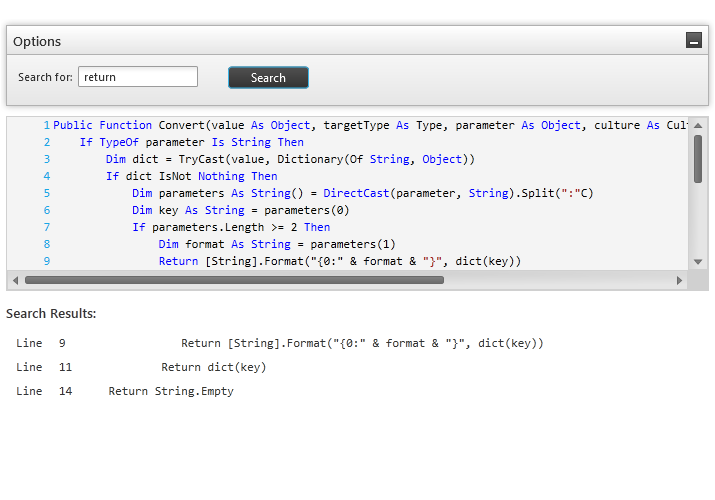 Options
Search for: return Search
1 Public Function Convert(value As Object, targetType As Type, parameter As Object, culture As Cul
2 If TypeOf parameter Is String Then
3 Dim dict = TryCast(value, Dictionary(Of String, Object))
4 If dict IsNot Nothing Then
5 Dim parameters As String() = DirectCast(parameter, String).Split(":"C)
6 Dim key As String = parameters(0)
7 If parameters.Length >= 2 Then
8 Dim format As String = parameters(1)
9 Return [String].Format("{0:" & format & "}", dict(key))
Search Results:
Line 9 Return [String].Format("{0:" & format & "}", dict(key))
Line 11 Return dict(key)
Line 14 Return String.Empty